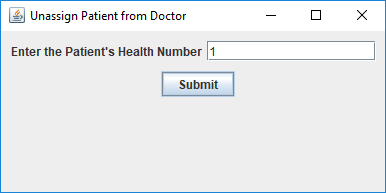 Unassign Patient from Doctor
Enter the Patient's Health Number 1
Submit